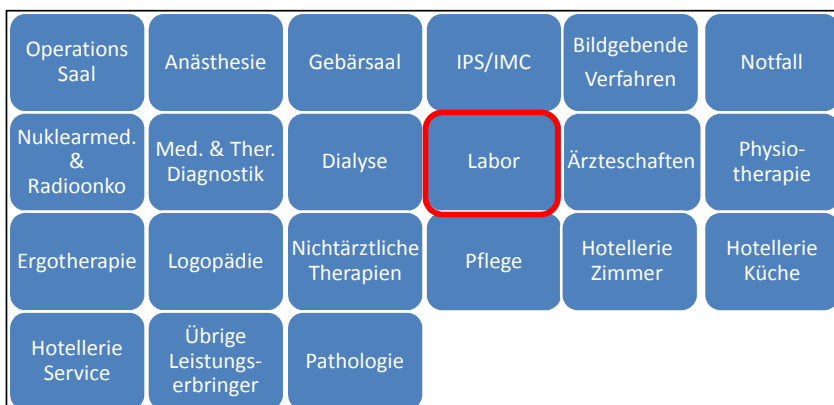 Operations
Saal
Anästhesie
Gebärsaal
IPS/IMC
Bildgebende
Verfahren
Notfall
Nuklearmed.
&
Radioonko
Med. & Ther.
Diagnostik
Dialyse
Labor
Ärzteschaften
Physio-
therapie
Ergotherapie
Logopädie
Nichtärztliche
Therapien
Pflege
Hotellerie
Zimmer
Hotellerie
Küche
Hotellerie
Service
Übrige
Leistungs-
erbringer
Pathologie